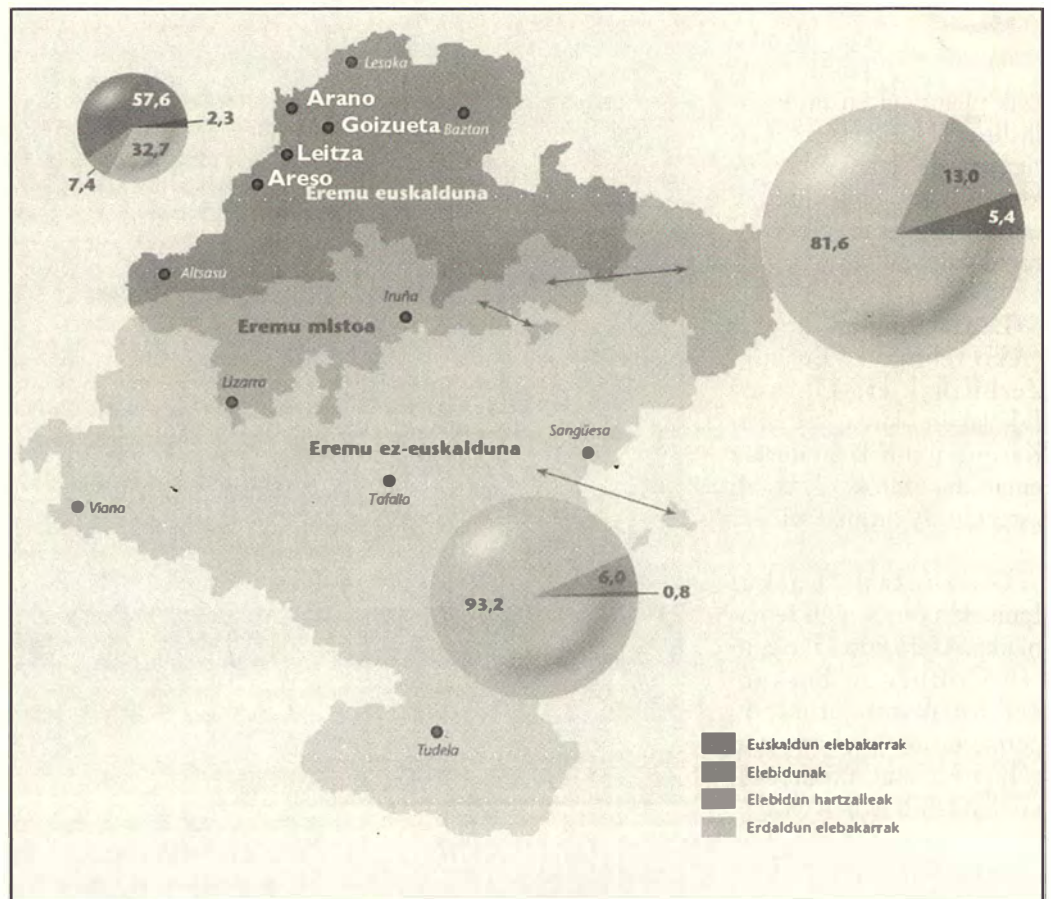 Lesaka
57,6
2,3
32,7
7,4
Arano
Goizueta
Baztan
Leitza
Areso
Eremu euskalduna
13,0
5,4
81,6
Altsasu
Iruña
Eremu mistoa
Lizarra
Eremu ez-euskalduna
Sangüesa
Viana
Tafalla
93,2
6,0
0,8
Tudela
Euskaldun elebakarrak
Elebidunak
Elebidun hartzaileak
Erdaldun elebakarrak